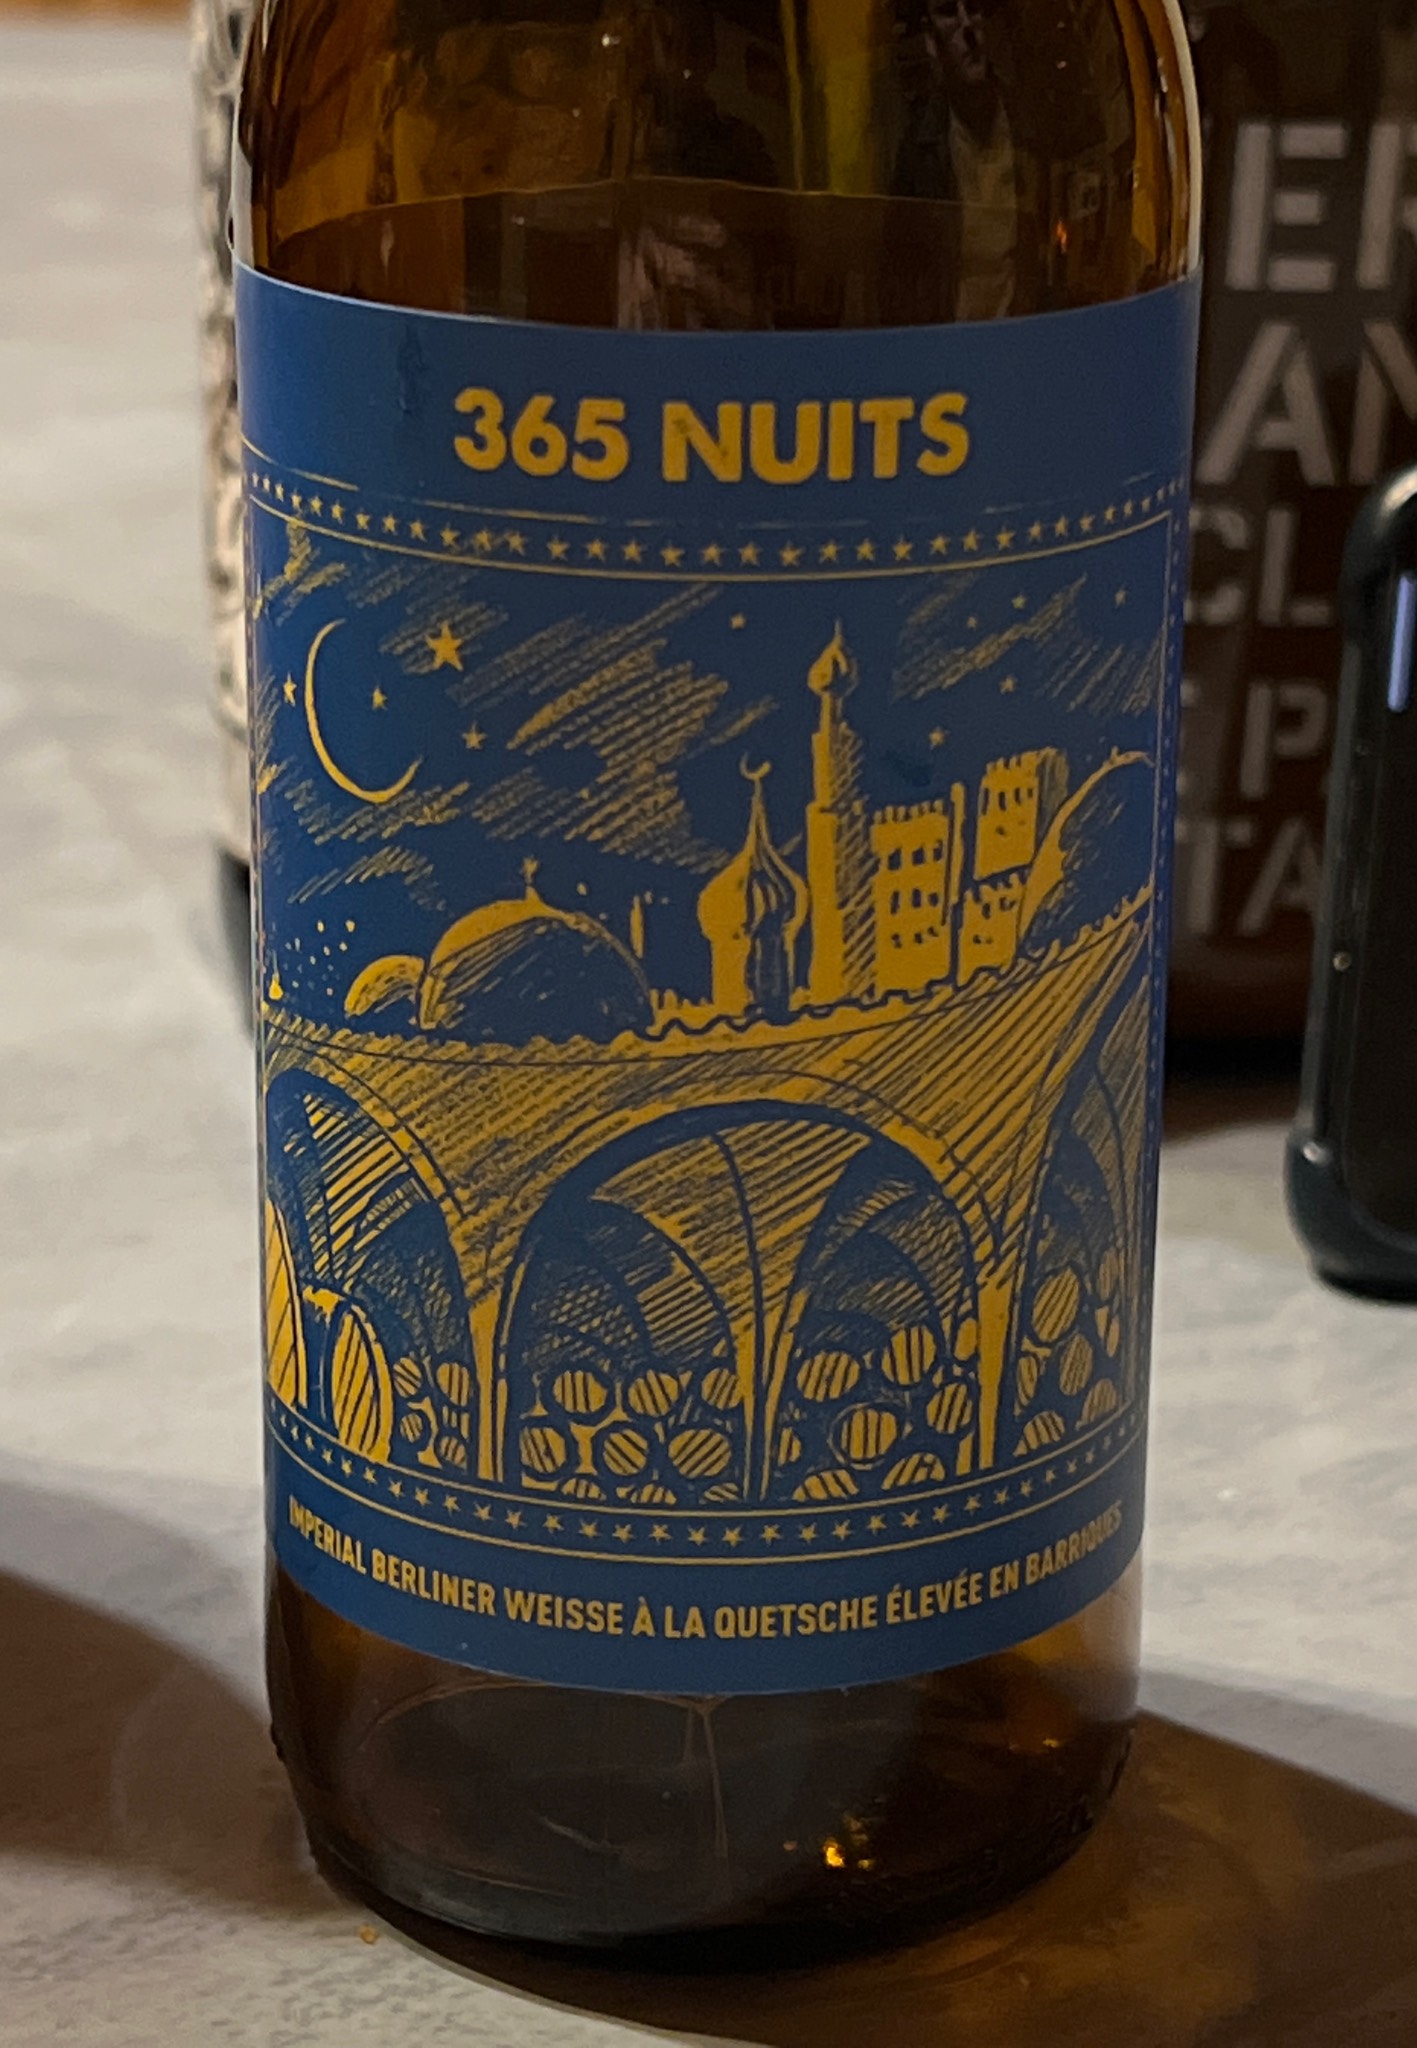 365 NUITS
IMPERIAL BERLINER WEISSE À LA QUETSCHE ÉLEVÉE EN BARRIQUES